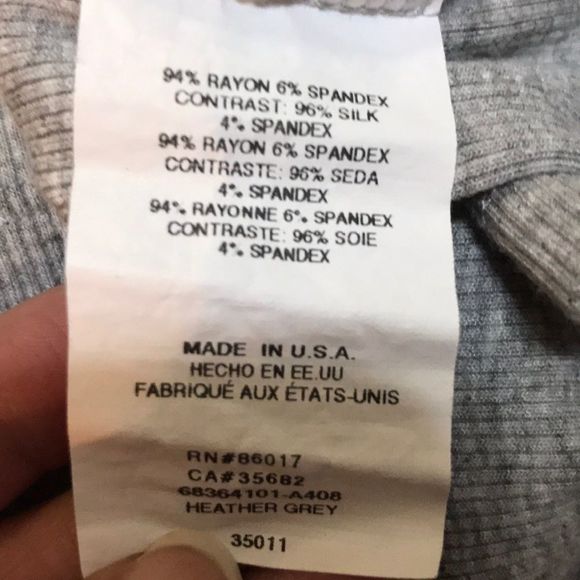 94% RAYON 6% SPANDEX
CONTRAST: 96% SILK
4% SPANDEX
94% RAYON 6% SPANDEX
CONTRASTE: 96% SEDA
4% SPANDEX
94% RAYONNE 6% SPANDEX
CONTRASTE: 96% SOIE
4% SPANDEX
MADE IN U.S.A.
HECHO EN EE.UU
FABRIQUÉ AUX ÉTATS-UNIS
RN#86017
CA#35682
68364101-A408
HEATHER GREY
35011